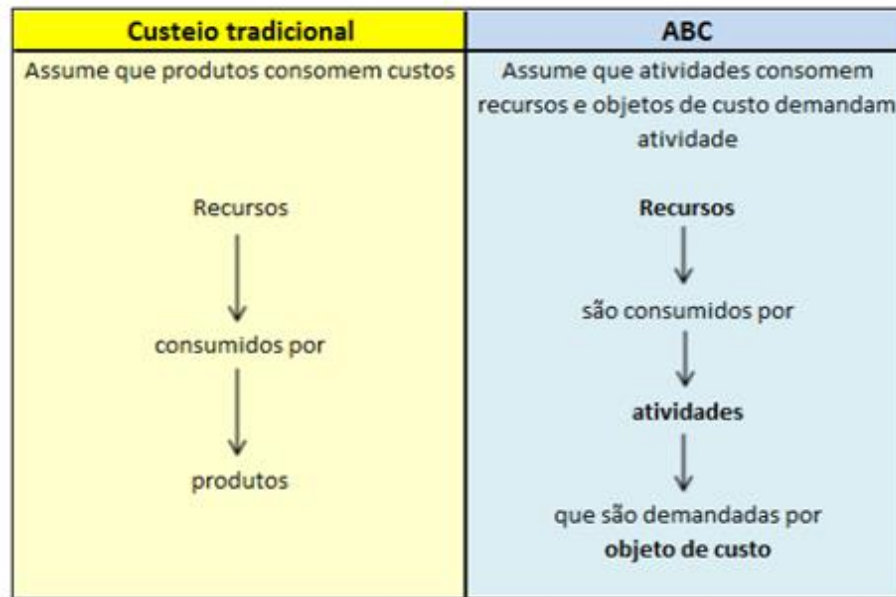 Custeio tradicional
Assume que produtos consomem custos
Recursos
consumidos por
produtos
ABC
Assume que atividades consomem
recursos e objetos de custo demandam
atividade
Recursos
são consumidos por
atividades
que são demandadas por
objeto de custo